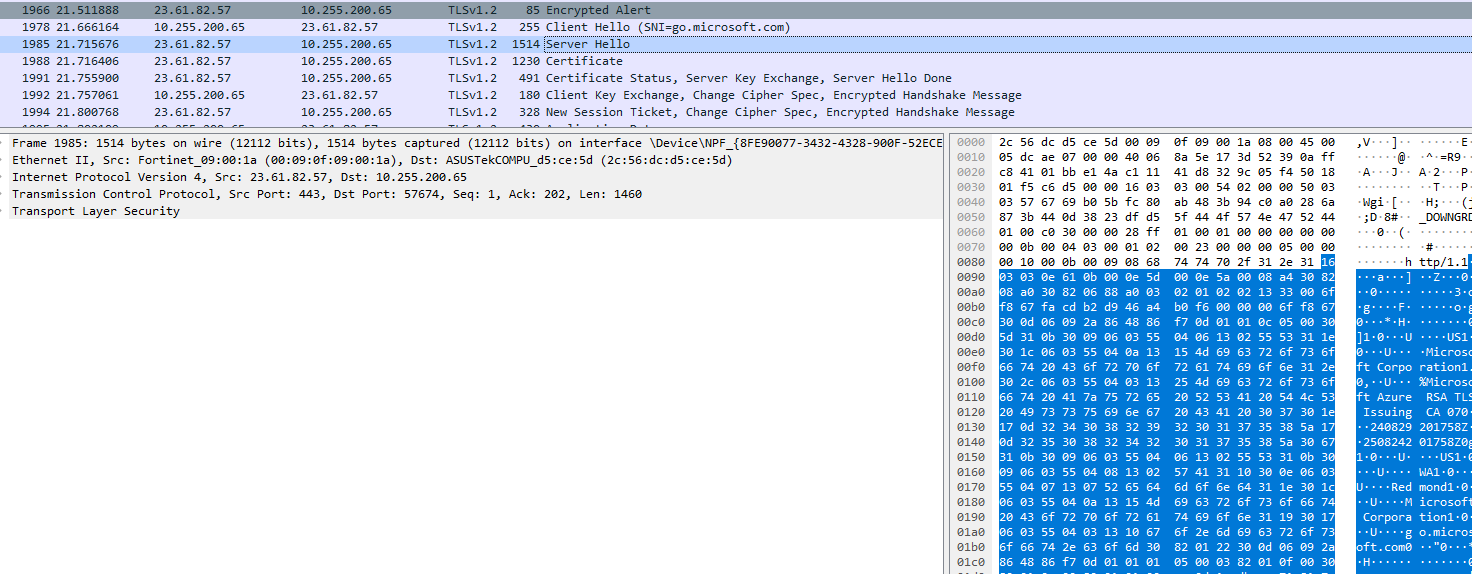 1966 21.511888 23.61.82.57 10.255.200.65 TLSv1.2 85 Encrypted Alert
1978 21.666164 10.255.200.65 23.61.82.57 TLSv1.2 255 Client Hello (SNI=go.microsoft.com)
1985 21.715676 23.61.82.57 10.255.200.65 TLSv1.2 1514 Server Hello
1988 21.716406 23.61.82.57 10.255.200.65 TLSv1.2 1230 Certificate
1991 21.755900 23.61.82.57 10.255.200.65 TLSv1.2 491 Certificate Status, Server Key Exchange, Server Hello Done
1992 21.757061 10.255.200.65 23.61.82.57 TLSv1.2 180 Client Key Exchange, Change Cipher Spec, Encrypted Handshake Message
1994 21.800768 23.61.82.57 10.255.200.65 TLSv1.2 328 New Session Ticket, Change Cipher Spec, Encrypted Handshake Message
Frame 1985: 1514 bytes on wire (12112 bits), 1514 bytes captured (12112 bits) on interface \Device\NPF_{8FE90077-3432-4328-900F-52ECE
Ethernet II, Src: Fortinet_09:00:1a (00:09:0f:09:00:1a), Dst: ASUSTekCOMPU_d5:ce:5d (2c:56:dc:d5:ce:5d)
Internet Protocol Version 4, Src: 23.61.82.57, Dst: 10.255.200.65
Transmission Control Protocol, Src Port: 443, Dst Port: 57674, Seq: 1, Ack: 202, Len: 1460
Transport Layer Security
0000 2c 56 dc d5 ce 5d 00 09 0f 09 00 1a 08 00 45 00 ,V···]·· ······E
0010 05 dc ae 07 00 00 40 06 8a 5e 17 3d 52 39 0a ff ······@· ·^·=R9·
0020 c8 41 01 bb e1 4a c1 11 41 d8 32 9c 05 f4 50 18 ·A···J·· A·2···P
0030 01 f5 c6 d5 00 00 16 03 03 00 54 02 00 00 50 03 ········ ··T···P
0040 03 57 67 69 b0 5b fc 80 ab 48 3b 94 c0 a0 28 6a ·Wgi·[·· ·H;···(j
0050 87 3b 44 0d 38 23 df d5 5f 44 4f 57 4e 47 52 44 ·;D·8#·· _DOWNGRD
0060 01 00 c0 30 00 00 28 ff 01 00 01 00 00 00 00 00 ···0··(· ·······
0070 00 0b 00 04 03 00 01 02 00 23 00 00 00 05 00 00 ········ ·#·····
0080 00 10 00 0b 00 09 08 68 74 74 70 2f 31 2e 31 16 ·······h ttp/1.1
0090 03 03 0e 61 0b 00 0e 5d 00 0e 5a 00 08 a4 30 82 ···a···] ··Z···0
00a0 08 a0 30 82 06 88 a0 03 02 01 02 02 13 33 00 6f ··0····· ·····3·o
00b0 f8 67 fa cd b2 d9 46 a4 b0 f6 00 00 00 6f f8 67 ·g····F· ·····o·g
00c0 30 0d 06 09 2a 86 48 86 f7 0d 01 01 0c 05 00 30 0···*·H· ·······0
00d0 5d 31 0b 30 09 06 03 55 04 06 13 02 55 53 31 1e ]1·0···U ····US1·
00e0 30 1c 06 03 55 04 0a 13 15 4d 69 63 72 6f 73 6f 0···U··· ·Microso
00f0 66 74 20 43 6f 72 70 6f 72 61 74 69 6f 6e 31 2e ft Corpo ration1.
0100 30 2c 06 03 55 04 03 13 25 4d 69 63 72 6f 73 6f 0,··U··· %Microso
0110 66 74 20 41 7a 75 72 65 20 52 53 41 20 54 4c 53 ft Azure RSA TLS
0120 20 49 73 73 75 69 6e 67 20 43 41 20 30 37 30 1e Issuing CA 070·
0130 17 0d 32 34 30 38 32 39 32 30 31 37 35 38 5a 17 ··240829 201758Z·
0140 0d 32 35 30 38 32 34 32 30 31 37 35 38 5a 30 67 ·2508242 01758Z0g
0150 31 0b 30 09 06 03 55 04 06 13 02 55 53 31 0b 30 1·0···U· ···US1·0
0160 09 06 03 55 04 08 13 02 57 41 31 10 30 0e 06 03 ···U···· WA1·0··
0170 55 04 07 13 07 52 65 64 6d 6f 6e 64 31 1e 30 1c U····Red mond1·0
0180 06 03 55 04 0a 13 15 4d 69 63 72 6f 73 6f 66 74 ··U····M icrosoft
0190 20 43 6f 72 70 6f 72 61 74 69 6f 6e 31 19 30 17 Corpora tion1·0·
01a0 06 03 55 04 03 13 10 67 6f 2e 6d 69 63 72 6f 73 ··U····g o.micros
01b0 6f 66 74 2e 63 6f 6d 30 82 01 22 30 0d 06 09 2a oft.com0 ··"0···*
01c0 86 48 86 f7 0d 01 01 01 05 00 03 82 01 0f 00 30 ·H······ ·······0